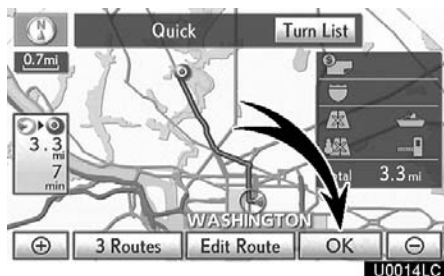 Quick
Turn List
0.7mi
3.3
mi
7
min
tal 3.3 mi
WASHINGTON
3 Routes
Edit Route
OK
U0014LC